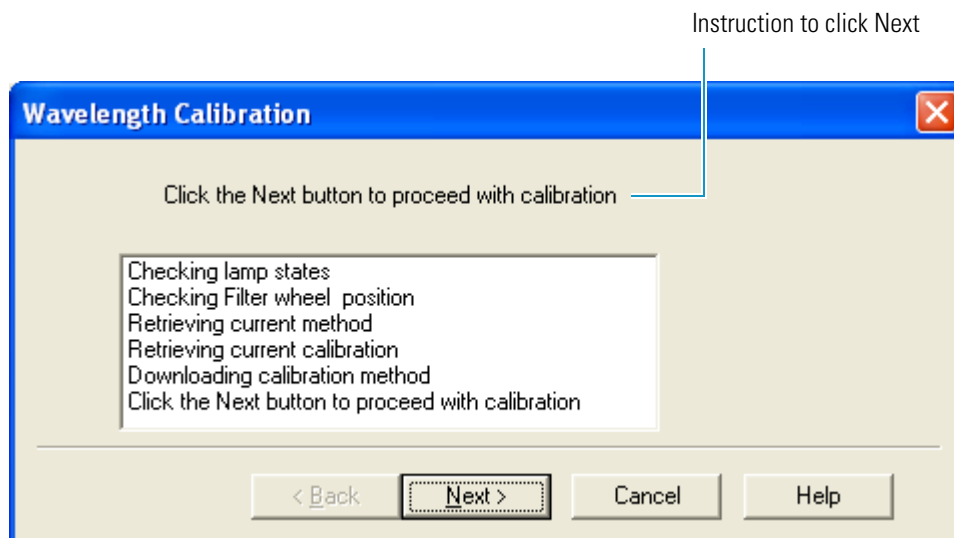 Instruction to click Next
Wavelength Calibration
Click the Next button to proceed with calibration
Checking lamp states
Checking Filter wheel  position
Retrieving current method
Retrieving current calibration
Downloading calibration method
Click the Next button to proceed with calibration
< Back Next > Cancel Help